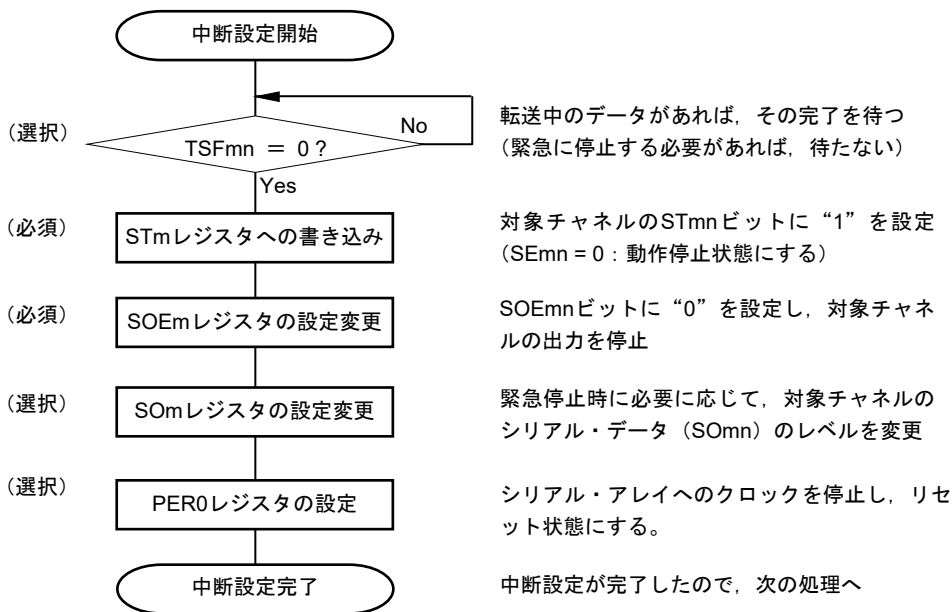 中断設定開始
転送中のデータがあれば，その完了を待つ
（選択）
No
TSFmn ＝ 0？
（緊急に停止する必要があれば，待たない）
Yes
（必須）
STmレジスタへの書き込み
対象チャネルのSTmnビットに“1”を設定
（SEmn = 0：動作停止状態にする）
（必須）
SOEmレジスタの設定変更
SOEmnビットに“0”を設定し，対象チャネ
ルの出力を停止
（選択）
SOmレジスタの設定変更
緊急停止時に必要に応じて，対象チャネルの
シリアル・データ（SOmn）のレベルを変更
（選択）
PER0レジスタの設定
シリアル・アレイへのクロックを停止し，リセ
ット状態にする。
中断設定完了
中断設定が完了したので，次の処理へ